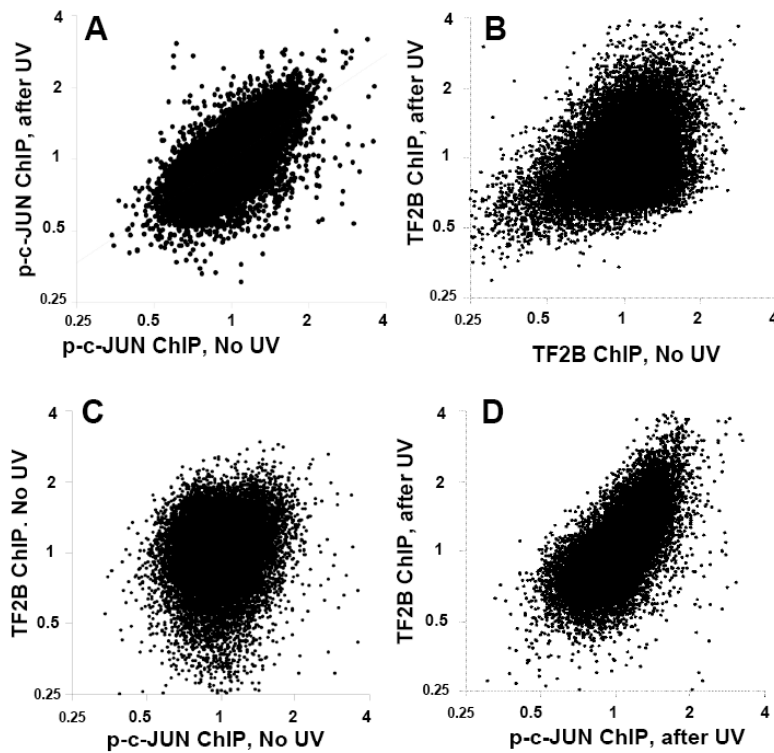 A
4
2
1
0.5
0.25
p-c-JUN ChIP, after UV
0.25 0.5 1 2 4
p-c-JUN ChIP, No UV
B
4
2
1
0.5
0.25
TF2B ChIP, after UV
0.25 0.5 1 2 4
TF2B ChIP, No UV
C
4
2
1
0.5
0.25
TF2B ChIP. No UV
0.25 0.5 1 2 4
p-c-JUN ChIP, No UV
D
4
2
1
0.5
0.25
TF2B ChIP, after UV
0.25 0.5 1 2 4
p-c-JUN ChIP, after UV